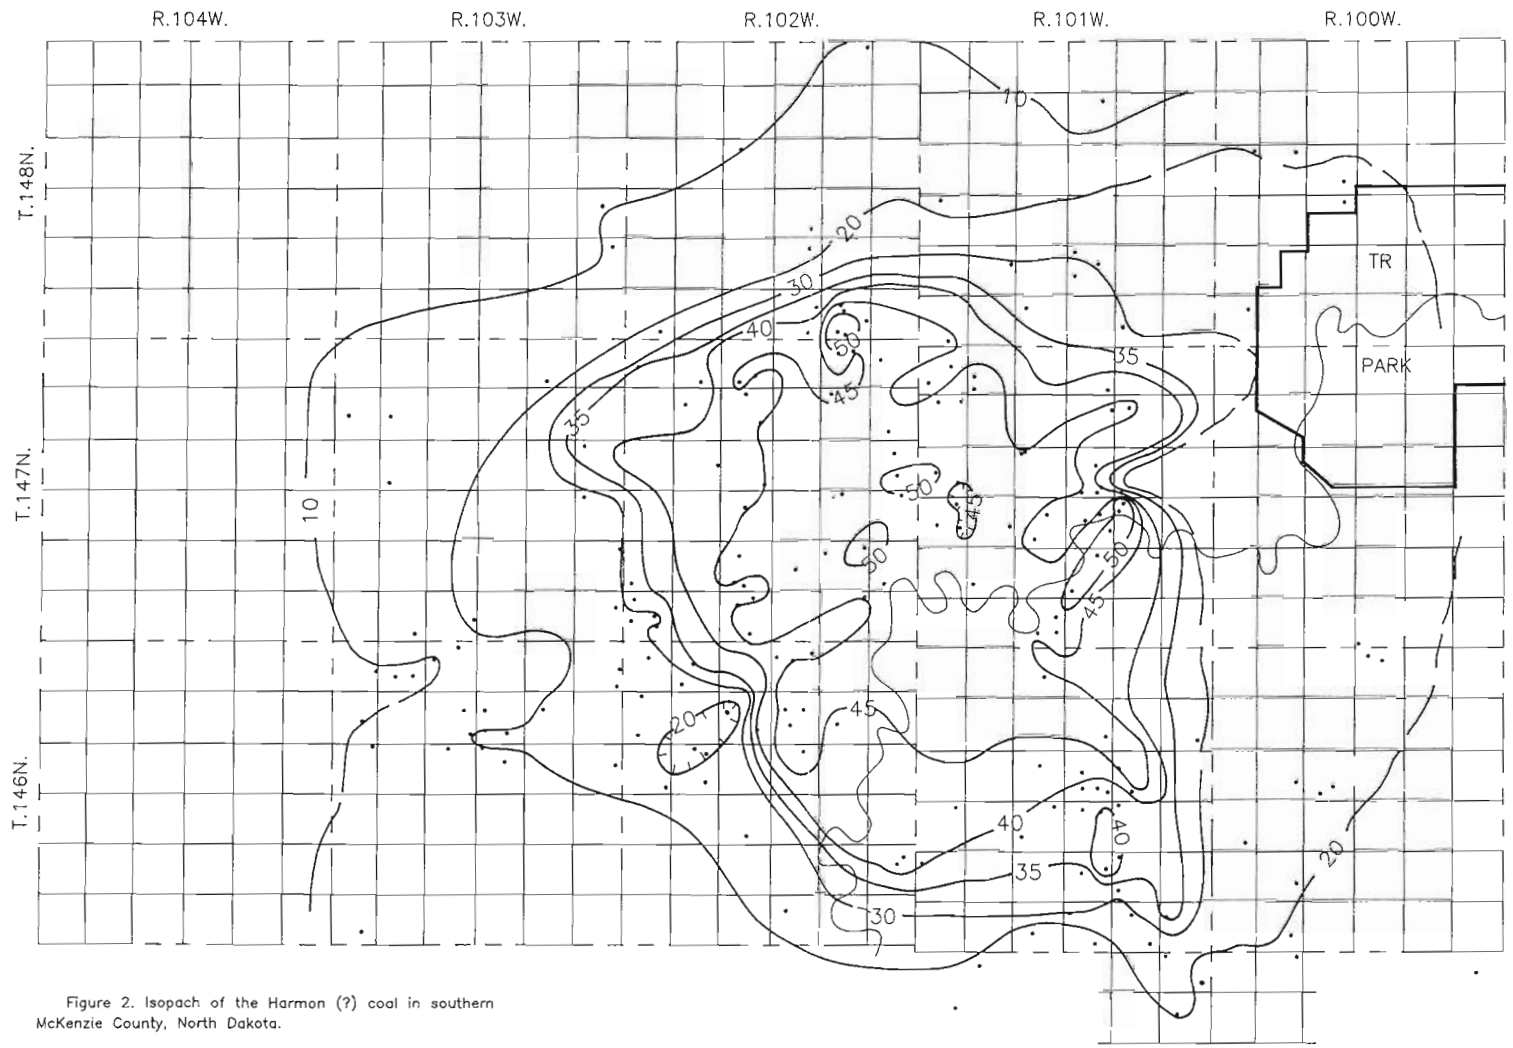 R.104W. R.103W. R.102W. R.101W. R.100W.
10
T.148N.
20
TR
30
40
50
35
PARK
45
35
T.147N.
50
45
10
50
50
45
20
45
T.146N.
40
40
20
35
30
Figure 2. Isopach of the Harmon (?) coal in southern
McKenzie County, North Dakota.